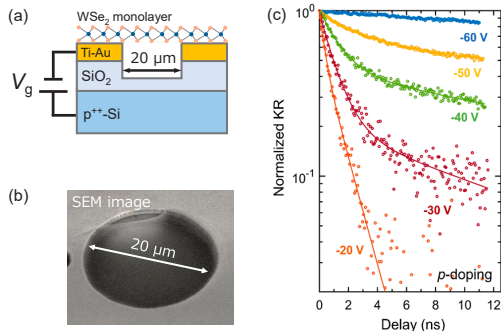 (a)
WSe₂ monolayer
Ti-Au
20 µm
SiO₂
p⁺⁺-Si
Vg
(b)
SEM image
20 µm
(c)
Normalized KR
10⁰
10⁻¹
-60 V
-50 V
-40 V
-30 V
-20 V
p-doping
0 2 4 6 8 10 12
Delay (ns)